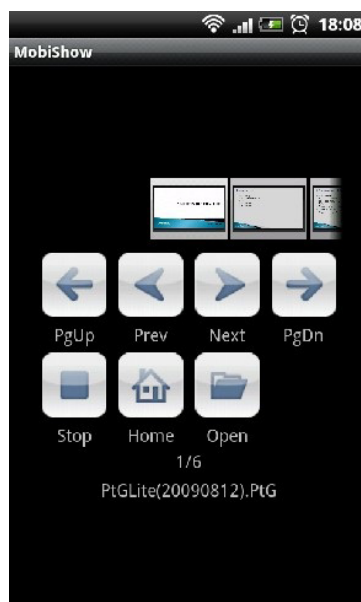 18:08
MobiShow
PgUp Prev Next PgDn
Stop Home Open
1/6
PtGLite(20090812).PtG